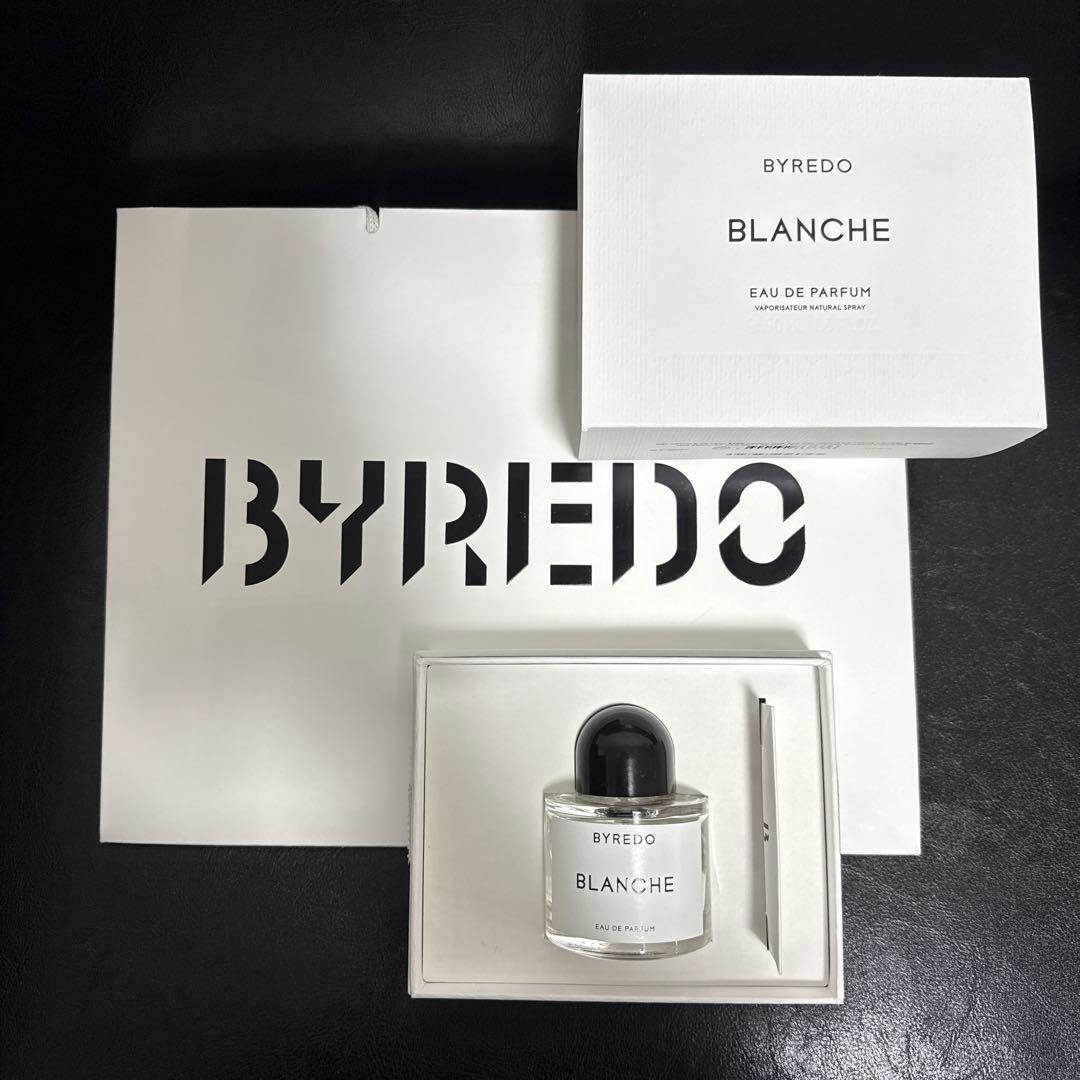 BYREDO
BLANCHE
EAU DE PARFUM
VAPORISATEUR NATURAL SPRAY
BYREDO
BYREDO
BLANCHE
EAU DE PARFUM